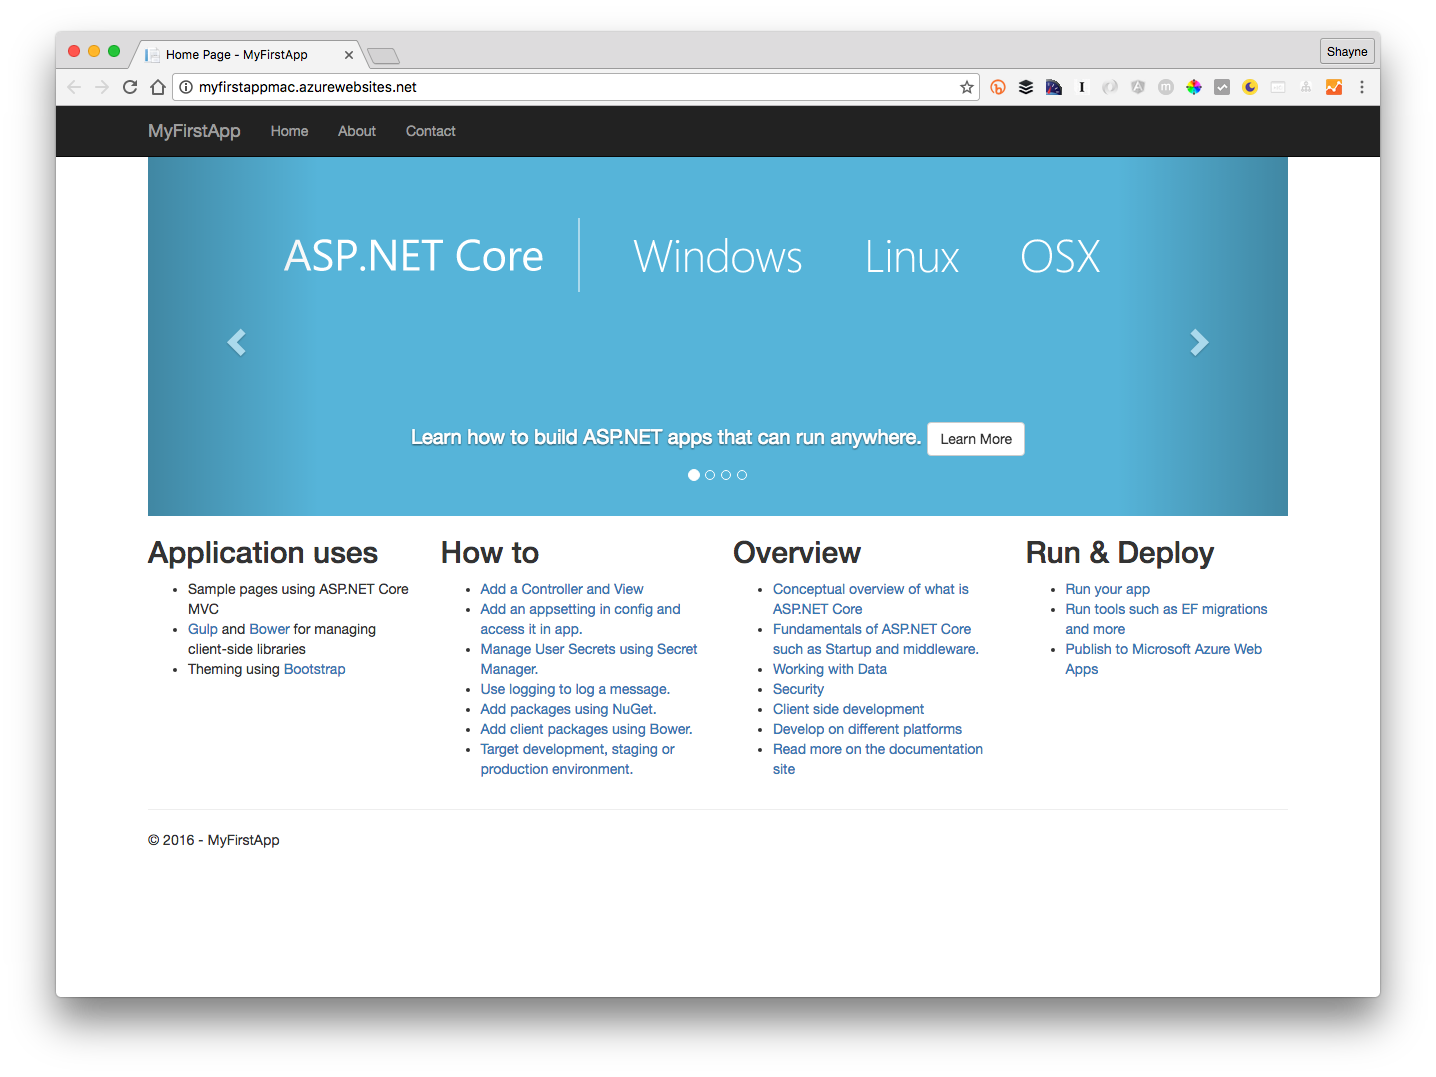 Home Page - MyFirstApp
Shayne
myfirstappmac.azurewebsites.net
MyFirstApp Home About Contact
ASP.NET Core Windows Linux OSX
Learn how to build ASP.NET apps that can run anywhere. Learn More
Application uses
Sample pages using ASP.NET Core
MVC
Gulp and Bower for managing
client-side libraries
Theming using Bootstrap
How to
Add a Controller and View
Add an appsetting in config and
access it in app.
Manage User Secrets using Secret
Manager.
Use logging to log a message.
Add packages using NuGet.
Add client packages using Bower.
Target development, staging or
production environment.
Overview
Conceptual overview of what is
ASP.NET Core
Fundamentals of ASP.NET Core
such as Startup and middleware.
Working with Data
Security
Client side development
Develop on different platforms
Read more on the documentation
site
Run & Deploy
Run your app
Run tools such as EF migrations
and more
Publish to Microsoft Azure Web
Apps
© 2016 - MyFirstApp